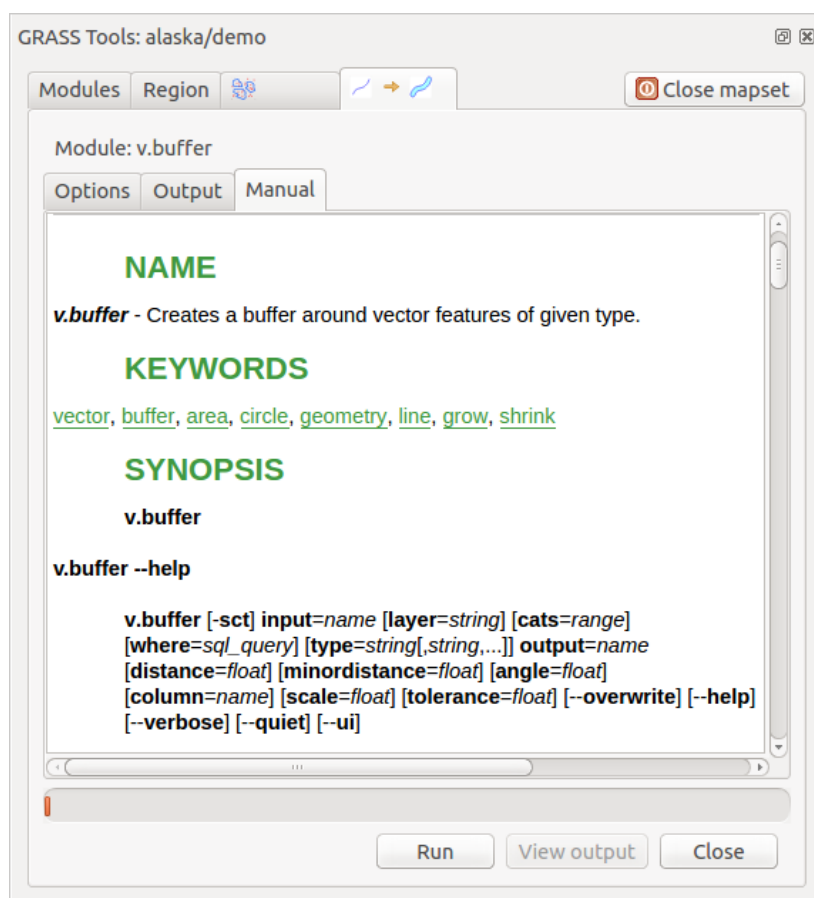 GRASS Tools: alaska/demo
Modules Region Close mapset
Module: v.buffer
Options Output Manual
NAME
v.buffer - Creates a buffer around vector features of given type.
KEYWORDS
vector, buffer, area, circle, geometry, line, grow, shrink
SYNOPSIS
v.buffer
v.buffer --help
v.buffer [-sct] input=name [layer=string] [cats=range]
[where=sql_query] [type=string[,string,...]] output=name
[distance=float] [minordistance=float] [angle=float]
[column=name] [scale=float] [tolerance=float] [--overwrite] [--help]
[--verbose] [--quiet] [--ui]
Run View output Close